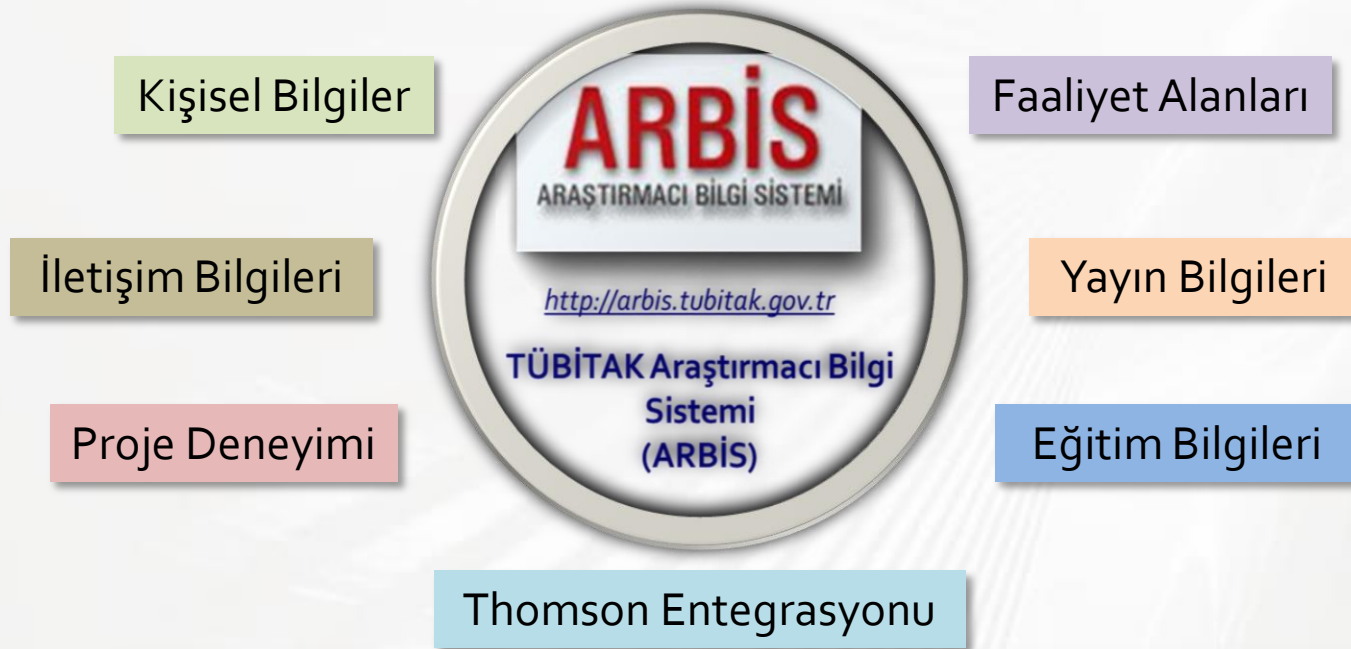 Kişisel Bilgiler
ARBİS
ARAŞTIRMACI BİLGİ SİSTEMİ
Faaliyet Alanları
İletişim Bilgileri
http://arbis.tubitak.gov.tr
Yayın Bilgileri
TÜBİTAK Araştırmacı Bilgi
Sistemi
(ARBİS)
Proje Deneyimi
Eğitim Bilgileri
Thomson Entegrasyonu